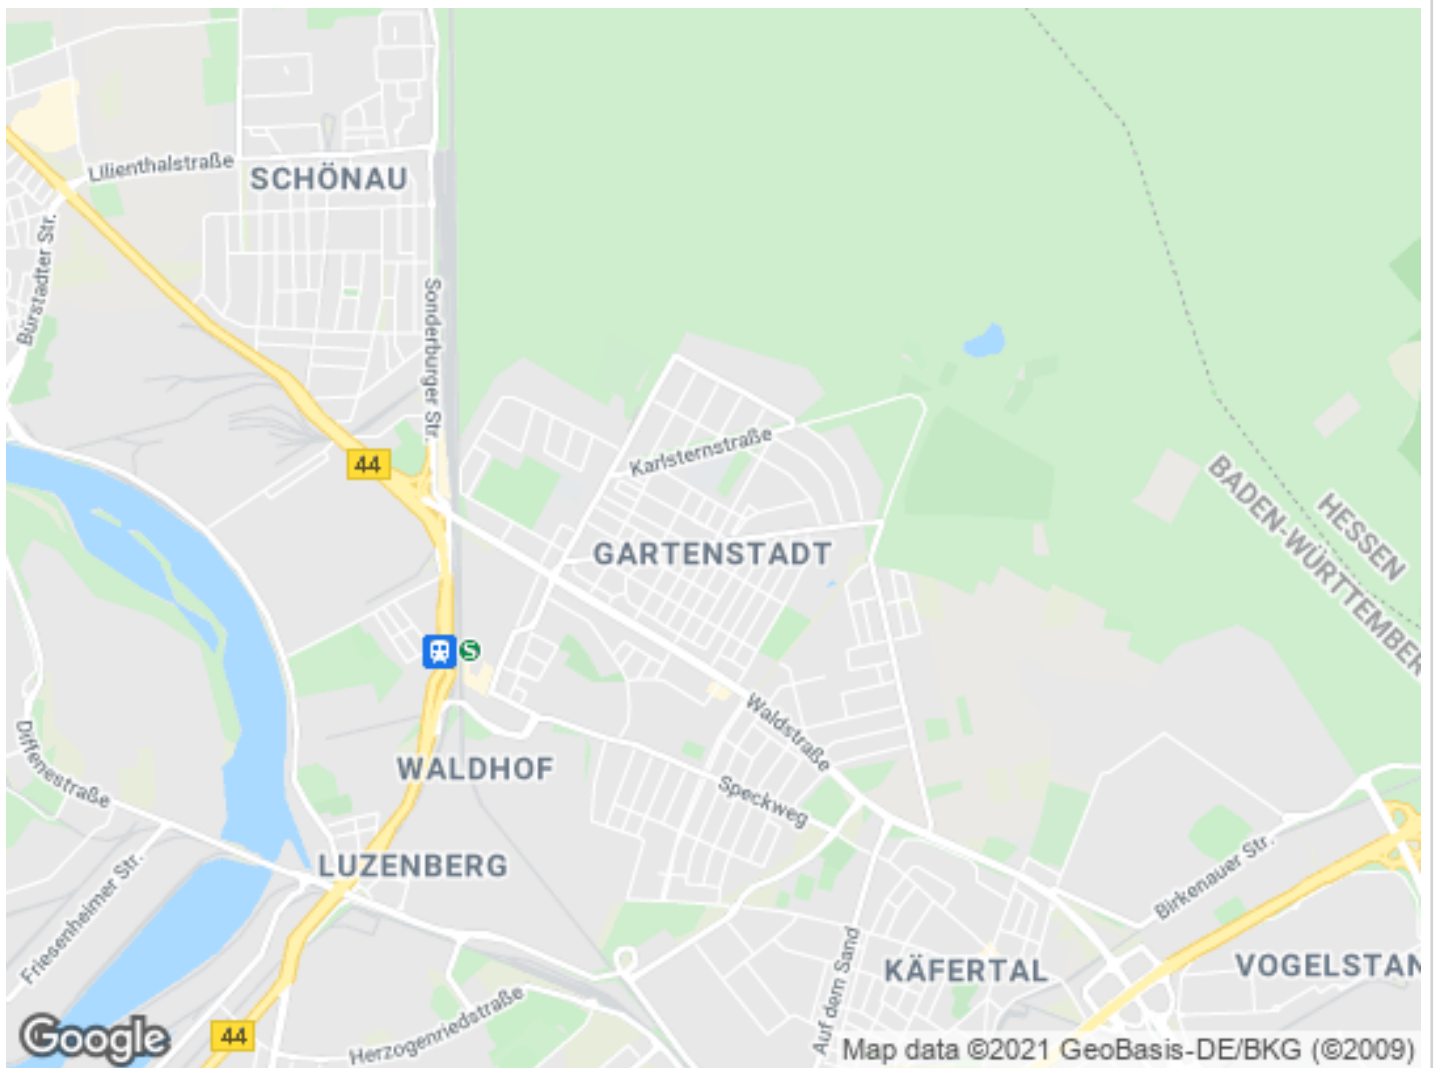 Lilienthalstraße
SCHÖNAU
Bürstadter Str.
Sonderburger Str.
Karlsternstraße
44
HESSEN
BADEN-WÜRTTEMBER
GARTENSTADT
S
Waldstraße
Diffenestraße
WALDHOF
Speckweg
LUZENBERG
Friesenheimer Str.
Birkenauer Str.
Auf dem Sand
KÄFERTAL
VOGELSTAN
Herzogenriedstraße
44
Google
Map data ©2021 GeoBasis-DE/BKG (©2009)